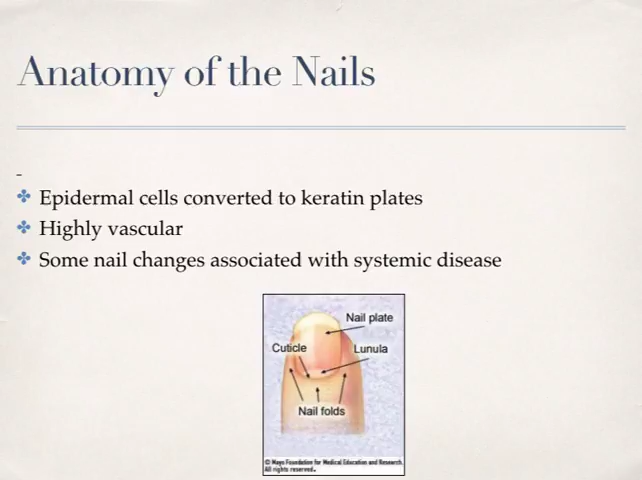 Anatomy of the Nails
-
Epidermal cells converted to keratin plates
Highly vascular
Some nail changes associated with systemic disease
Nail plate
Cuticle
Lunula
Nail folds
© Mayo Foundation for Medical Education and Research.
All rights reserved.